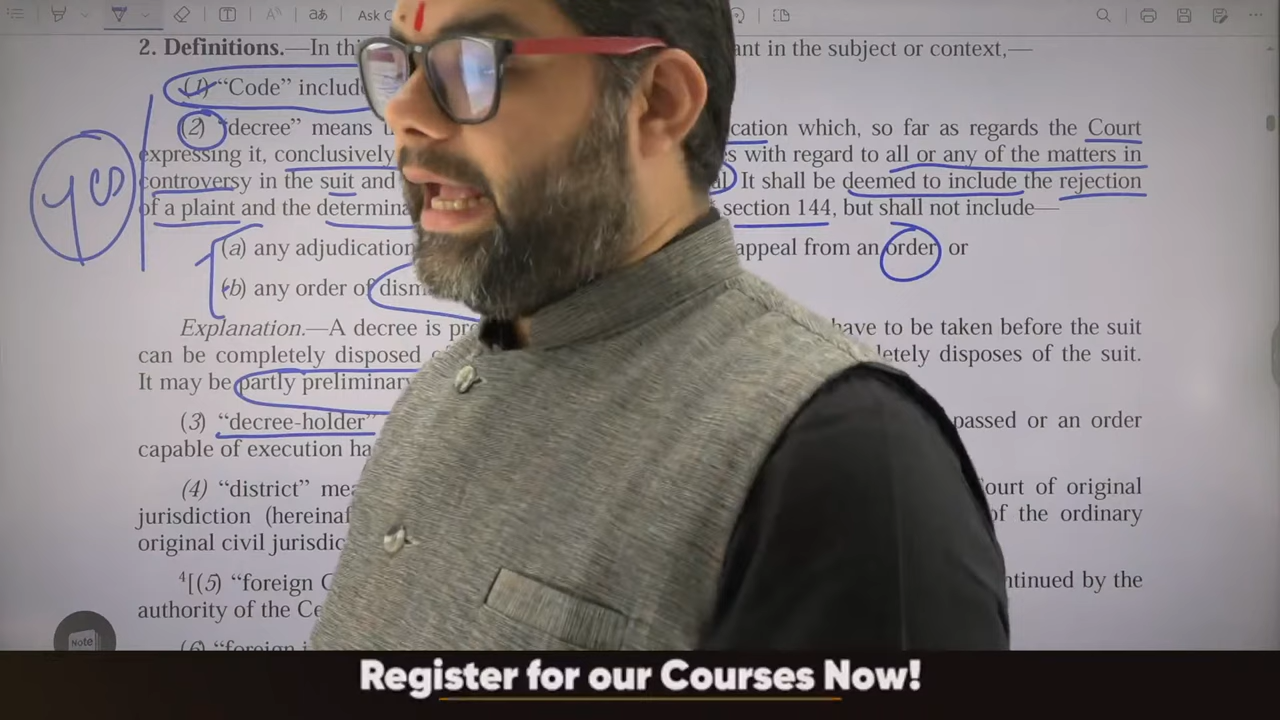 Ask
2. Definitions.—In thi ant in the subject or context,—
(1) “Code” includ
(2) “decree” means cation which, so far as regards the Court
expressing it, conclusively s with regard to all or any of the matters in
controversy in the suit and It shall be deemed to include the rejection
of a plaint and the determina section 144, but shall not include—
(a) any adjudication appeal from an order, or
(b) any order of dism
Explanation.—A decree is pre have to be taken before the suit
can be completely disposed letely disposes of the suit.
It may be partly preliminary
(3) “decree-holder” passed or an order
capable of execution ha
(4) “district” mea ourt of original
jurisdiction (hereinaf of the ordinary
original civil jurisdic
4[(5) “foreign C ntinued by the
authority of the Ce
Note
Register for our Courses Now!